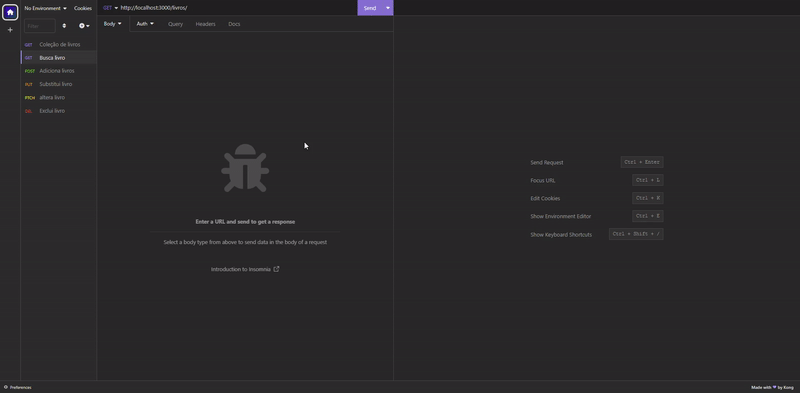 No Environment
Cookies
GET http://localhost:3000/livros/
Send
Filter
Body
Auth
Query
Headers
Docs
GET Coleção de livros
GET Busca livro
POST Adiciona livros
PUT Substitui livro
PTCH altera livro
DEL Exclui livro
Enter a URL and send to get a response
Select a body type from above to send data in the body of a request
Introduction to Insomnia
Send Request Ctrl + Enter
Focus URL Ctrl + L
Edit Cookies Ctrl + K
Show Environment Editor Ctrl + E
Show Keyboard Shortcuts Ctrl + Shift + /
Preferences
Made with ❤ by Kong